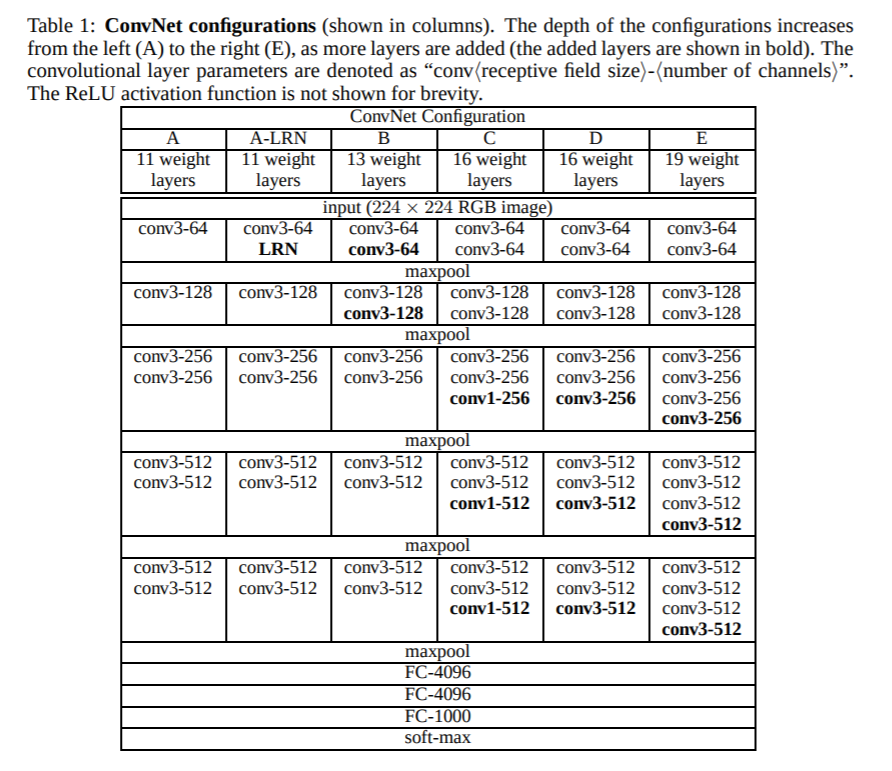 Table 1: ConvNet configurations (shown in columns). The depth of the configurations increases
from the left (A) to the right (E), as more layers are added (the added layers are shown in bold). The
convolutional layer parameters are denoted as “conv⟨receptive field size⟩-⟨number of channels⟩”.
The ReLU activation function is not shown for brevity.
ConvNet Configuration
A A-LRN B C D E
11 weight 11 weight 13 weight 16 weight 16 weight 19 weight
layers layers layers layers layers layers
input (224 × 224 RGB image)
conv3-64 conv3-64 conv3-64 conv3-64 conv3-64 conv3-64
LRN conv3-64 conv3-64 conv3-64 conv3-64
maxpool
conv3-128 conv3-128 conv3-128 conv3-128 conv3-128 conv3-128
conv3-128 conv3-128 conv3-128 conv3-128
maxpool
conv3-256 conv3-256 conv3-256 conv3-256 conv3-256 conv3-256
conv3-256 conv3-256 conv3-256 conv3-256 conv3-256 conv3-256
conv1-256 conv3-256 conv3-256
conv3-256
maxpool
conv3-512 conv3-512 conv3-512 conv3-512 conv3-512 conv3-512
conv3-512 conv3-512 conv3-512 conv3-512 conv3-512 conv3-512
conv1-512 conv3-512 conv3-512
conv3-512
maxpool
conv3-512 conv3-512 conv3-512 conv3-512 conv3-512 conv3-512
conv3-512 conv3-512 conv3-512 conv3-512 conv3-512 conv3-512
conv1-512 conv3-512 conv3-512
conv3-512
maxpool
FC-4096
FC-4096
FC-1000
soft-max